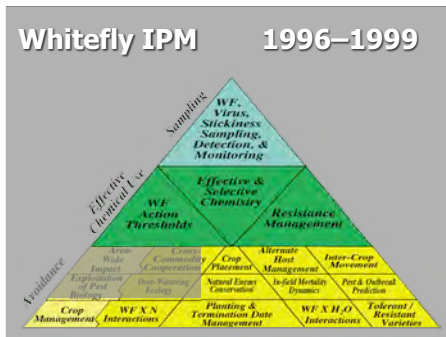 Whitefly IPM 1996–1999
Sampling
WF,
Virus,
Stickiness
Sampling,
Detection, &
Monitoring
Effective
Chemical Use
Effective &
Selective
Chemistry
WF
Action
Thresholds
Resistance
Management
Avoidance
Area-
Wide
Impact
Cross-
Commodity
Cooperation
Crop
Placement
Alternate
Host
Management
Inter-Crop
Movement
Exploitation
of Pest
Biology
Over-Wintering
Ecology
Natural Enemy
Conservation
In-field Mortality
Dynamics
Pest & Outbreak
Prediction
Crop
Management
WF X N
Interactions
Planting &
Termination Date
Management
WF X H₂O
Interactions
Tolerant /
Resistant
Varieties